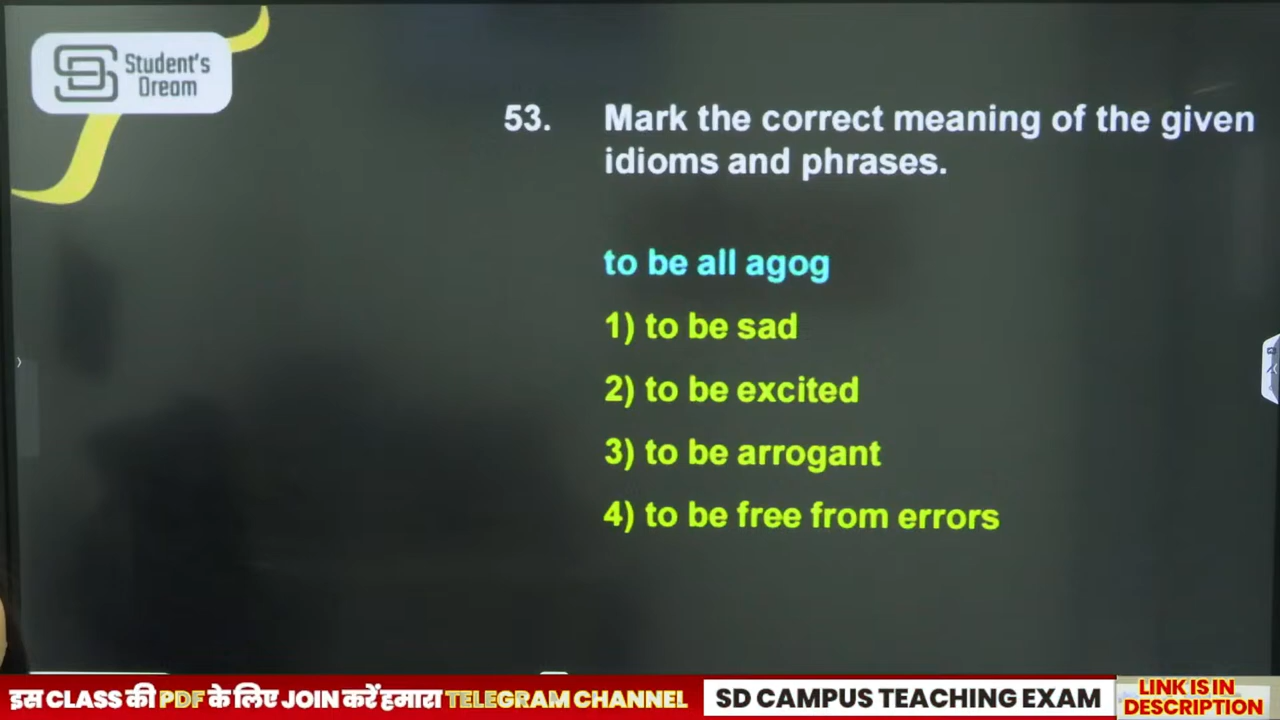 Student's
Dream
53. Mark the correct meaning of the given
idioms and phrases.
to be all agog
1) to be sad
2) to be excited
3) to be arrogant
4) to be free from errors
इस CLASS की PDF के लिए JOIN करें हमारा TELEGRAM CHANNEL
SD CAMPUS TEACHING EXAM
LINK IS IN
DESCRIPTION